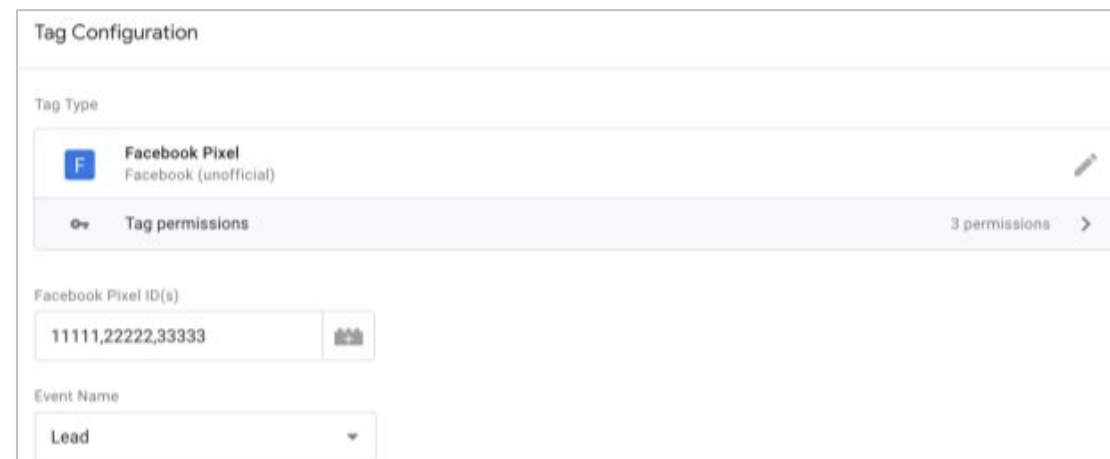 Tag Configuration
Tag Type
F
Facebook Pixel
Facebook (unofficial)
Tag permissions
3 permissions
Facebook Pixel ID(s)
11111,22222,33333
Event Name
Lead